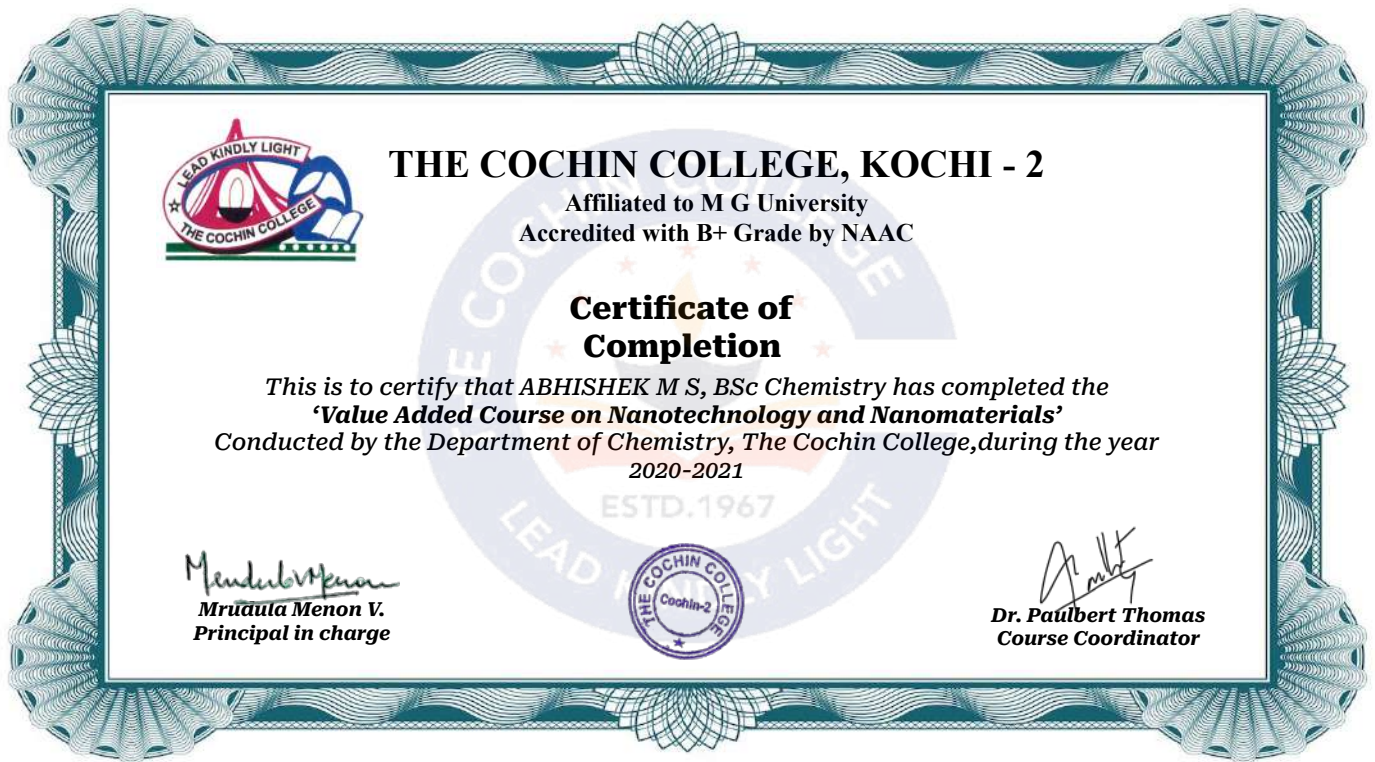 LEAD KINDLY LIGHT
THE COCHIN COLLEGE
THE COCHIN COLLEGE, KOCHI - 2
Affiliated to M G University
Accredited with B+ Grade by NAAC
THE COCHIN COLLEGE
Certificate of
Completion
This is to certify that ABHISHEK M S, BSc Chemistry has completed the
‘Value Added Course on Nanotechnology and Nanomaterials’
Conducted by the Department of Chemistry, The Cochin College,during the year
2020-2021
ESTD.1967
LEAD KINDLY LIGHT
Mrudula Menon V.
Principal in charge
THE COCHIN COLLEGE
Cochin-2
Dr. Paulbert Thomas
Course Coordinator